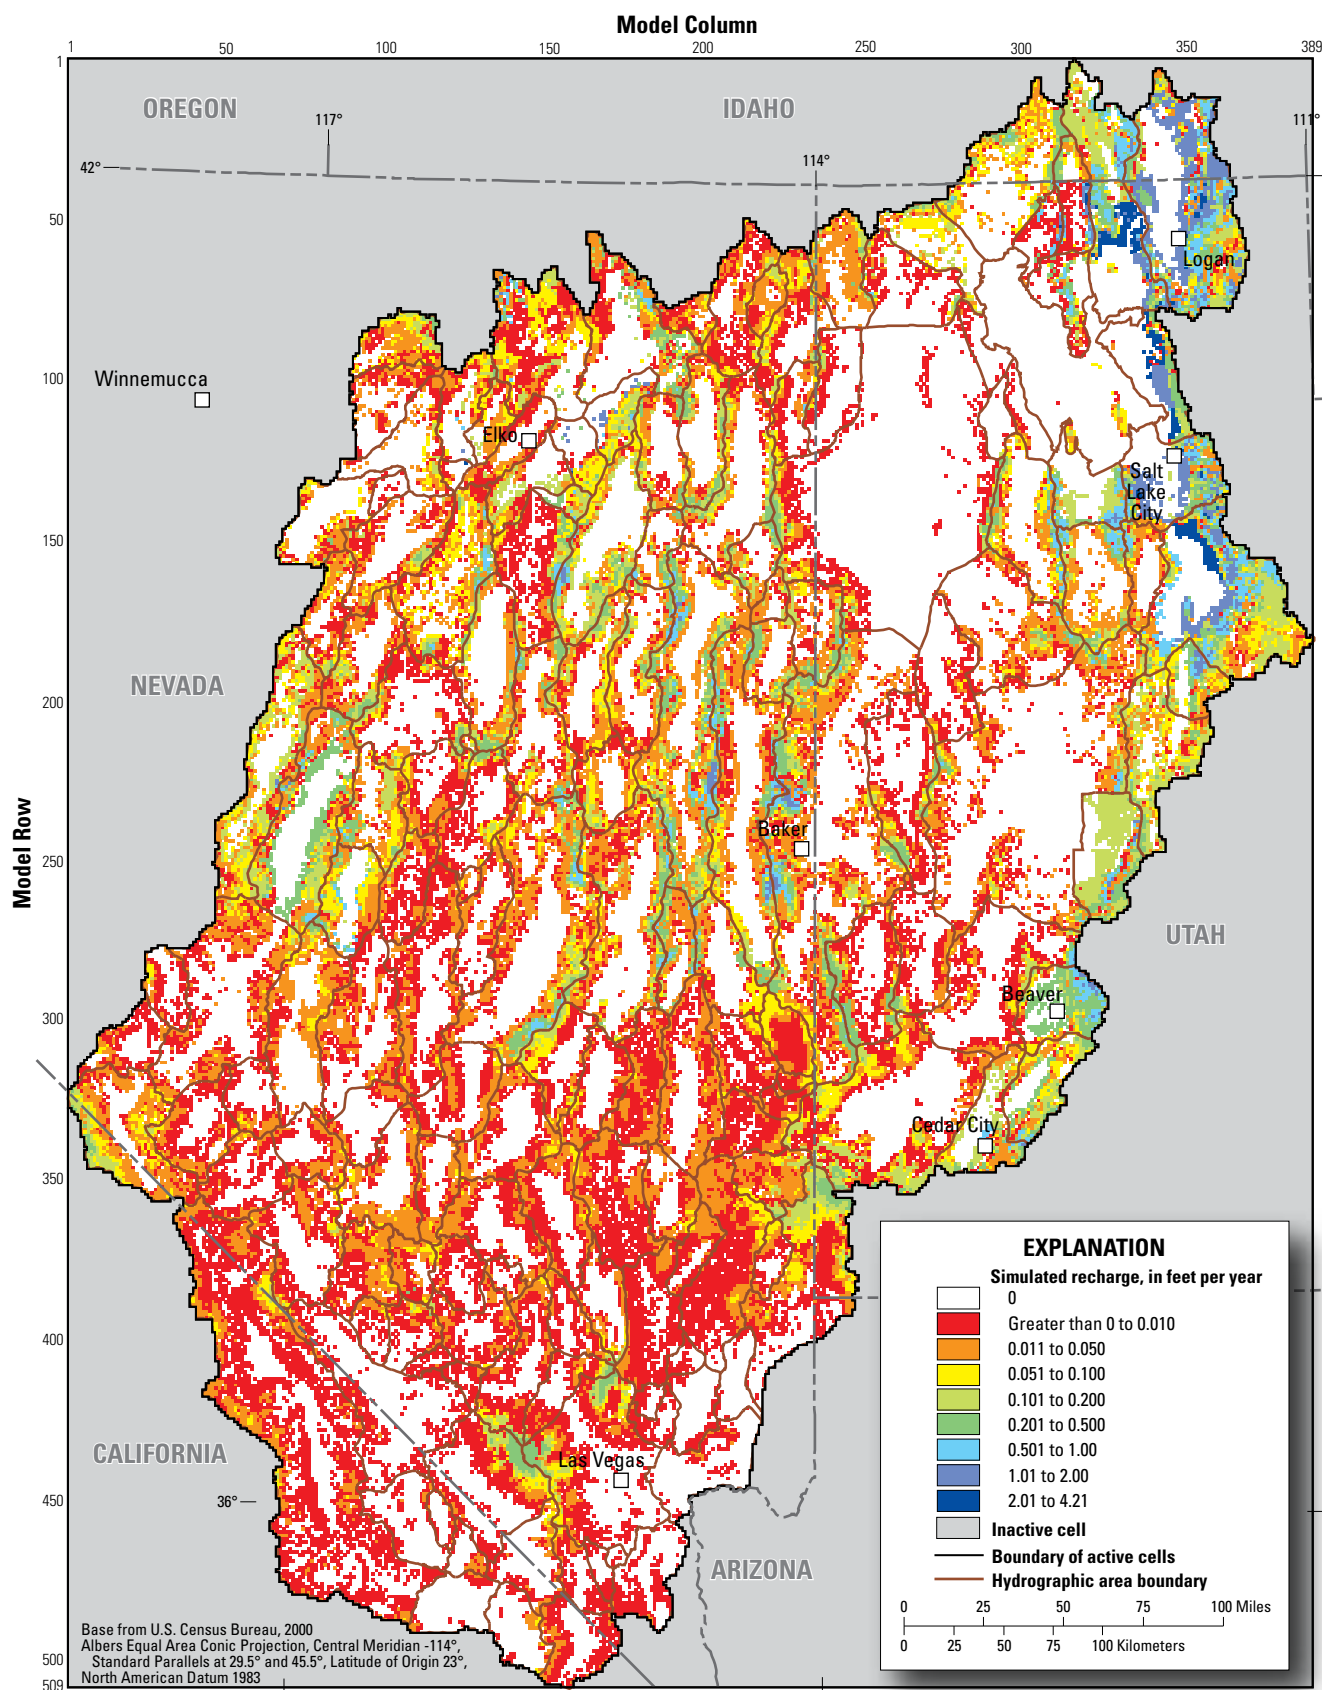 Model Column
1 50 100 150 200 250 300 350 389
1
OREGON
IDAHO
117°
111°
42°
114°
50
Logan
100
Winnemucca
Elko
Salt
Lake
City
150
NEVADA
200
Model Row
Baker
250
UTAH
Beaver
300
Cedar City
350
400
CALIFORNIA
Las Vegas
450
36°
ARIZONA
500
509
EXPLANATION
Simulated recharge, in feet per year
0
Greater than 0 to 0.010
0.011 to 0.050
0.051 to 0.100
0.101 to 0.200
0.201 to 0.500
0.501 to 1.00
1.01 to 2.00
2.01 to 4.21
Inactive cell
Boundary of active cells
Hydrographic area boundary
0 25 50 75 100 Miles
0 25 50 75 100 Kilometers
Base from U.S. Census Bureau, 2000
Albers Equal Area Conic Projection, Central Meridian -114°,
Standard Parallels at 29.5° and 45.5°, Latitude of Origin 23°,
North American Datum 1983